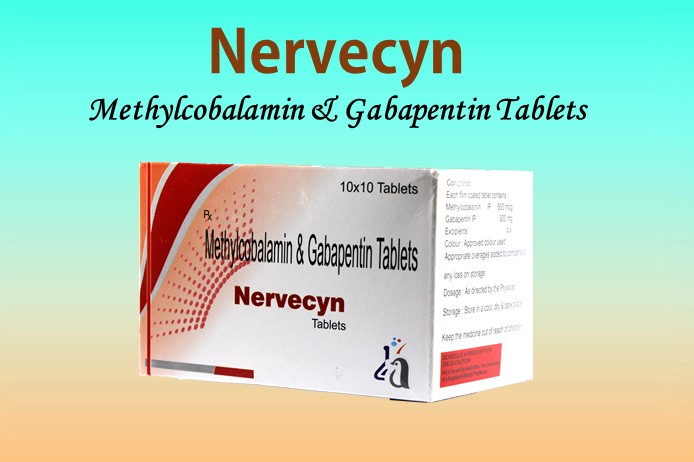 Nervecyn
Methylcobalamin & Gabapentin Tablets
10x10 Tablets
Rx
Methylcobalamin & Gabapentin Tablets
Nervecyn
Tablets
Each film coated tablet contains
Methylcobalamin IP 500 mcg
Gabapentin IP 300 mg
Excipients q.s
Colour : Approved colour used
Appropriate overages added to compensate
any loss on storage
Dosage : As directed by the Physician
Storage : Store in a cool, dry & dark place
Keep the medicine out of reach of children